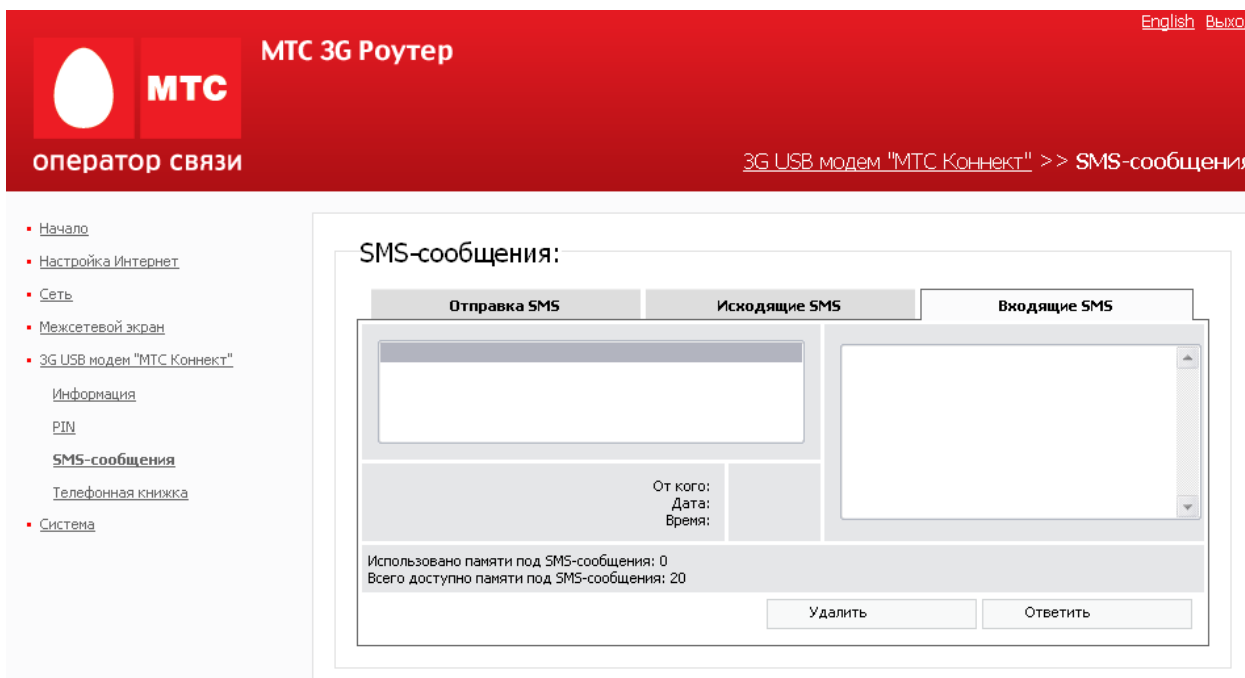 English Выхо
МТС 3G Роутер
МТС
оператор связи
3G USB модем "МТС Коннект" >> SMS-сообщения
Начало
Настройка Интернет
Сеть
Межсетевой экран
3G USB модем "МТС Коннект"
Информация
PIN
SMS-сообщения
Телефонная книжка
Система
SMS-сообщения:
Отправка SMS Исходящие SMS Входящие SMS
От кого:
Дата:
Время:
Использовано памяти под SMS-сообщения: 0
Всего доступно памяти под SMS-сообщения: 20
Удалить Ответить